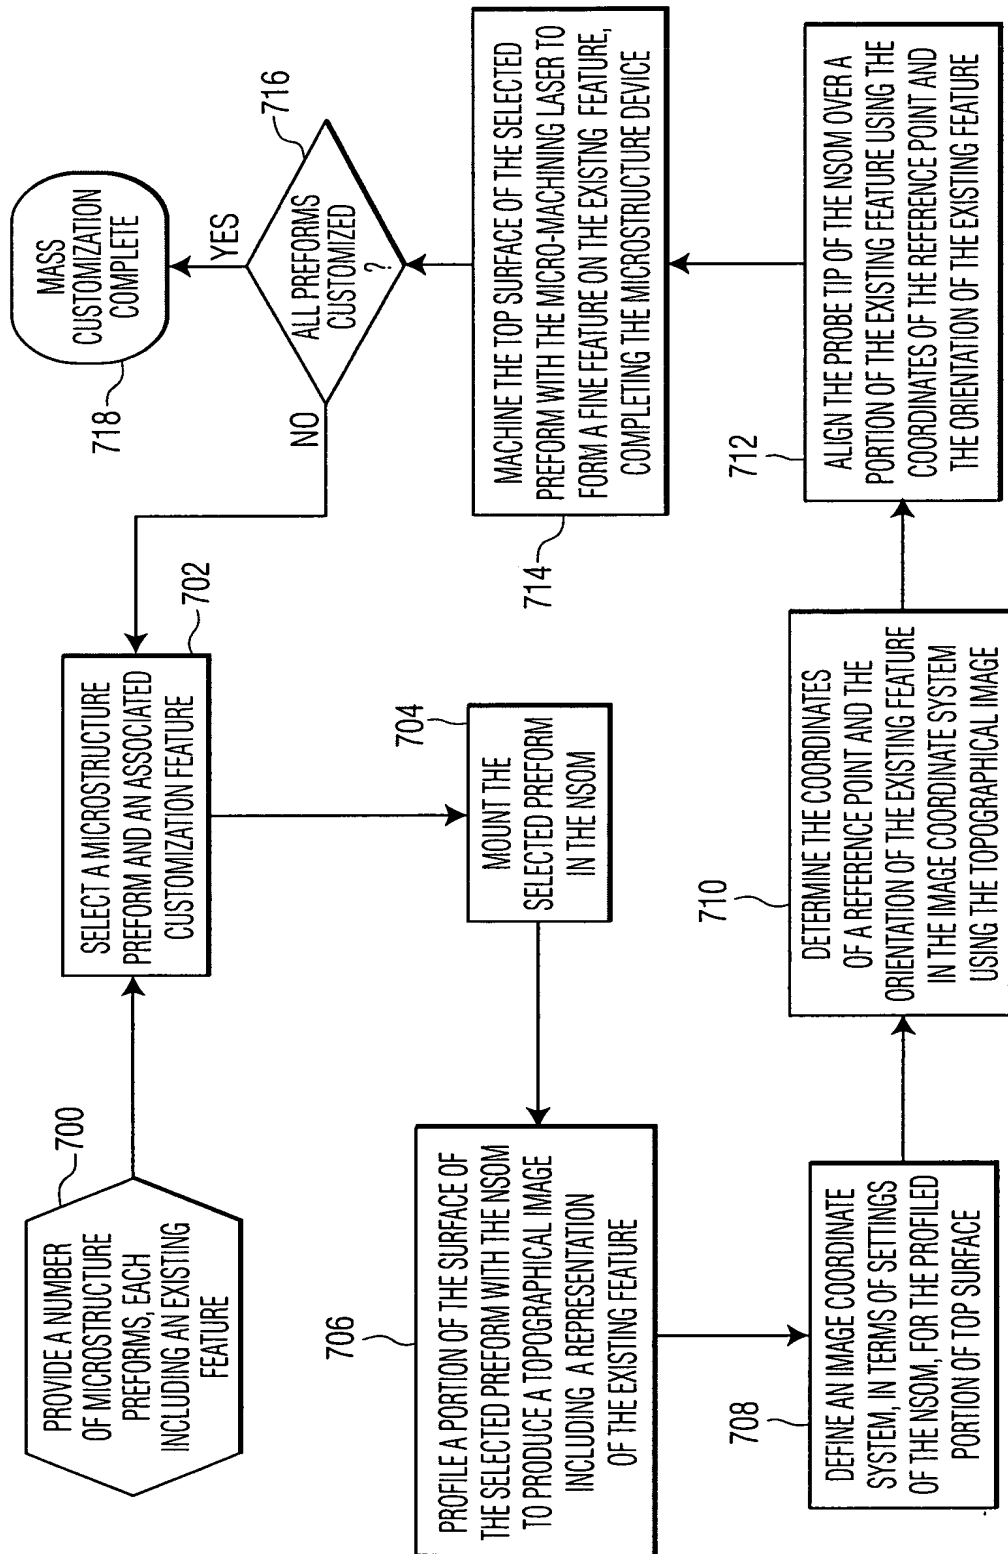 700
PROVIDE A NUMBER
OF MICROSTRUCTURE
PREFORMS, EACH
INCLUDING AN EXISTING
FEATURE
702
SELECT A MICROSTRUCTURE
PREFORM AND AN ASSOCIATED
CUSTOMIZATION FEATURE
704
MOUNT THE
SELECTED PREFORM
IN THE NSOM
706
PROFILE A PORTION OF THE SURFACE OF
THE SELECTED PREFORM WITH THE NSOM
TO PRODUCE A TOPOGRAPHICAL IMAGE
INCLUDING A REPRESENTATION
OF THE EXISTING FEATURE
708
DEFINE AN IMAGE COORDINATE
SYSTEM, IN TERMS OF SETTINGS
OF THE NSOM, FOR THE PROFILED
PORTION OF TOP SURFACE
710
DETERMINE THE COORDINATES
OF A REFERENCE POINT AND THE
ORIENTATION OF THE EXISTING FEATURE
IN THE IMAGE COORDINATE SYSTEM
USING THE TOPOGRAPHICAL IMAGE
712
ALIGN THE PROBE TIP OF THE NSOM OVER A
PORTION OF THE EXISTING FEATURE USING THE
COORDINATES OF THE REFERENCE POINT AND
THE ORIENTATION OF THE EXISTING FEATURE
714
MACHINE THE TOP SURFACE OF THE SELECTED
PREFORM WITH THE MICRO-MACHINING LASER TO
FORM A FINE FEATURE ON THE EXISTNG FEATURE,
COMPLETING THE MICROSTRUCTURE DEVICE
716
ALL PREFORMS
CUSTOMIZED
?
NO
YES
718
MASS
CUSTOMIZATION
COMPLETE